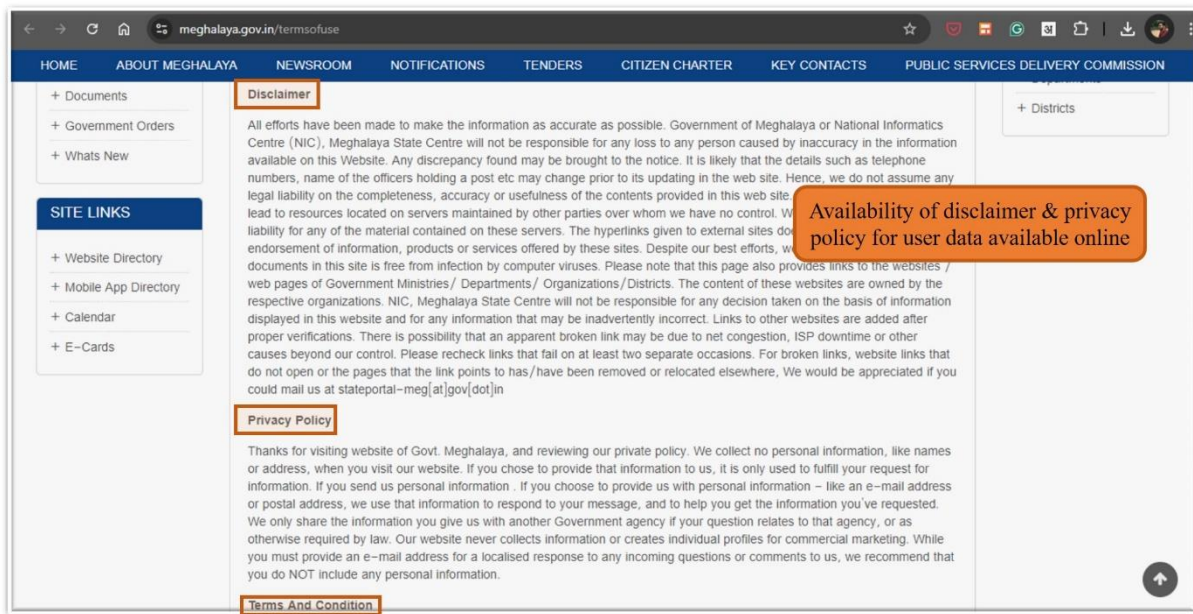 meghalaya.gov.in/termsofuse
HOME ABOUT MEGHALAYA NEWSROOM NOTIFICATIONS TENDERS CITIZEN CHARTER KEY CONTACTS PUBLIC SERVICES DELIVERY COMMISSION
+ Documents
+ Government Orders
+ Whats New
SITE LINKS
+ Website Directory
+ Mobile App Directory
+ Calendar
+ E-Cards
Disclaimer
All efforts have been made to make the information as accurate as possible. Government of Meghalaya or National Informatics
Centre (NIC), Meghalaya State Centre will not be responsible for any loss to any person caused by inaccuracy in the information
available on this Website. Any discrepancy found may be brought to the notice. It is likely that the details such as telephone
numbers, name of the officers holding a post etc may change prior to its updating in the web site. Hence, we do not assume any
legal liability on the completeness, accuracy or usefulness of the contents provided in this web site.
lead to resources located on servers maintained by other parties over whom we have no control.
liability for any of the material contained on these servers. The hyperlinks given to external sites
endorsement of information, products or services offered by these sites. Despite our best efforts,
documents in this site is free from infection by computer viruses. Please note that this page also provides links to the websites /
web pages of Government Ministries/ Departments/ Organizations/Districts. The content of these websites are owned by the
respective organizations. NIC, Meghalaya State Centre will not be responsible for any decision taken on the basis of information
displayed in this website and for any information that may be inadvertently incorrect. Links to other websites are added after
proper verifications. There is possibility that an apparent broken link may be due to net congestion, ISP downtime or other
causes beyond our control. Please recheck links that fail on at least two separate occasions. For broken links, website links that
do not open or the pages that the link points to has/have been removed or relocated elsewhere, We would be appreciated if you
could mail us at stateportal-meg[at]gov[dot]in
Privacy Policy
Thanks for visiting website of Govt. Meghalaya, and reviewing our private policy. We collect no personal information, like names
or address, when you visit our website. If you chose to provide that information to us, it is only used to fulfill your request for
information. If you send us personal information . If you choose to provide us with personal information - like an e-mail address
or postal address, we use that information to respond to your message, and to help you get the information you've requested.
We only share the information you give us with another Government agency if your question relates to that agency, or as
otherwise required by law. Our website never collects information or creates individual profiles for commercial marketing. While
you must provide an e-mail address for a localised response to any incoming questions or comments to us, we recommend that
you do NOT include any personal information.
Terms And Condition
Availability of disclaimer & privacy
policy for user data available online
+ Districts